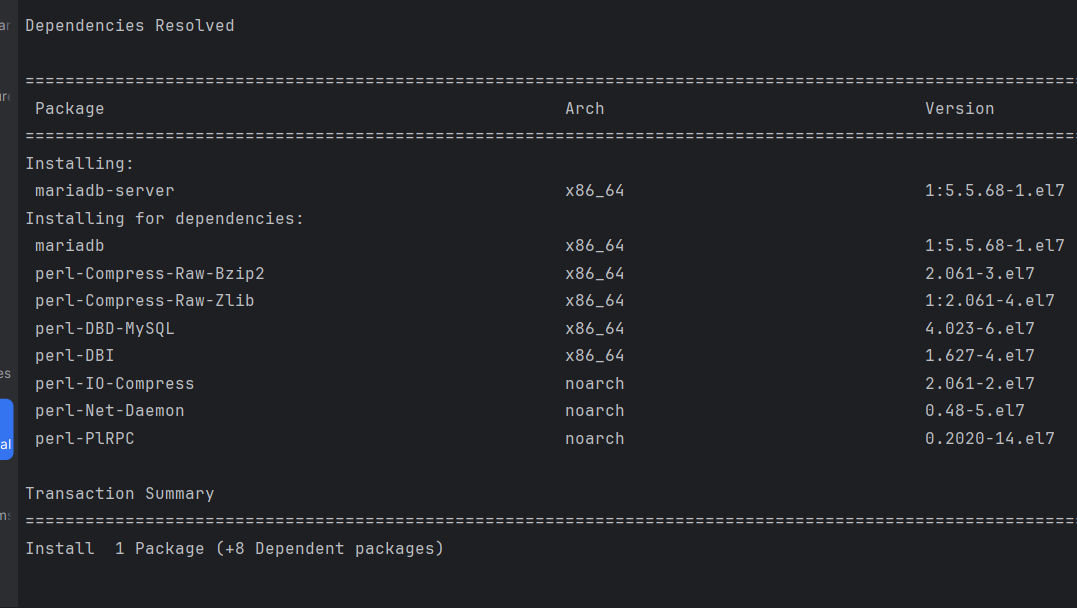 Dependencies Resolved
================================================================================================================
Package Arch Version
================================================================================================================
Installing:
mariadb-server x86_64 1:5.5.68-1.el7
Installing for dependencies:
mariadb x86_64 1:5.5.68-1.el7
perl-Compress-Raw-Bzip2 x86_64 2.061-3.el7
perl-Compress-Raw-Zlib x86_64 1:2.061-4.el7
perl-DBD-MySQL x86_64 4.023-6.el7
perl-DBI x86_64 1.627-4.el7
perl-IO-Compress noarch 2.061-2.el7
perl-Net-Daemon noarch 0.48-5.el7
perl-PlRPC noarch 0.2020-14.el7
Transaction Summary
================================================================================================================
Install 1 Package (+8 Dependent packages)